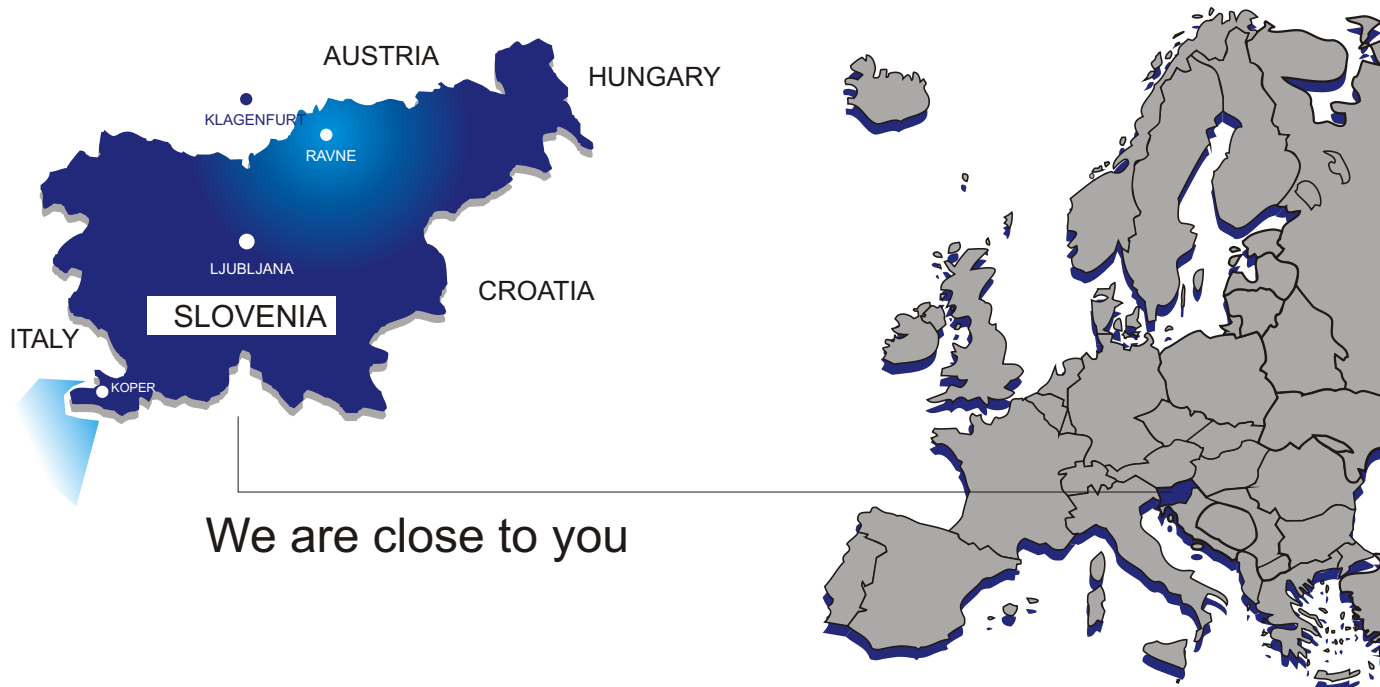 AUSTRIA
HUNGARY
KLAGENFURT
RAVNE
LJUBLJANA
CROATIA
SLOVENIA
ITALY
KOPER
We are close to you